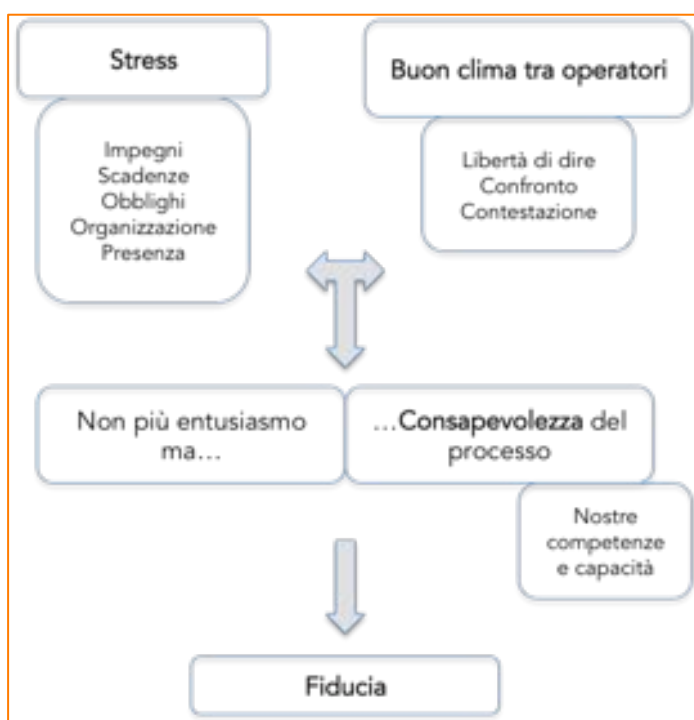 Stress
Impegni
Scadenze
Obblighi
Organizzazione
Presenza
Buon clima tra operatori
Libertà di dire
Confronto
Contestazione
Non più entusiasmo
ma…
…Consapevolezza del
processo
Nostre
competenze
e capacità
Fiducia